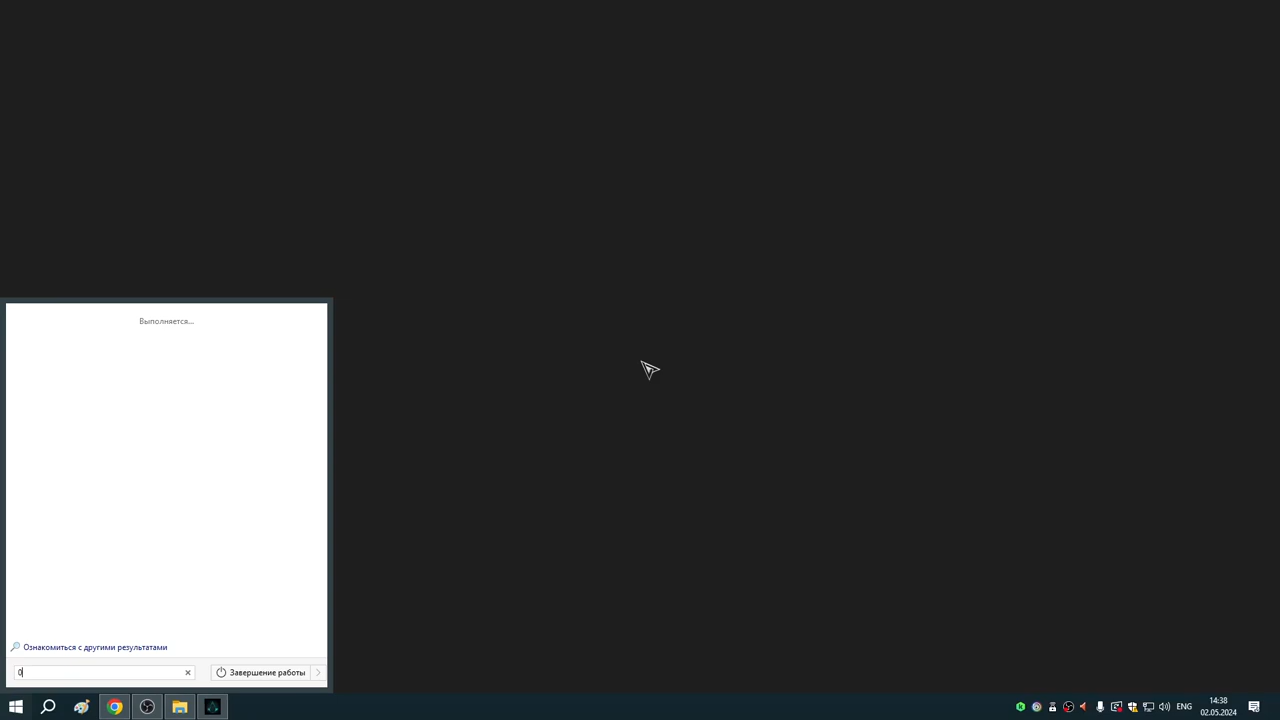 Выполняется...
Ознакомиться с другими результатами
0
Завершение работы
ENG
14:38
02.05.2024